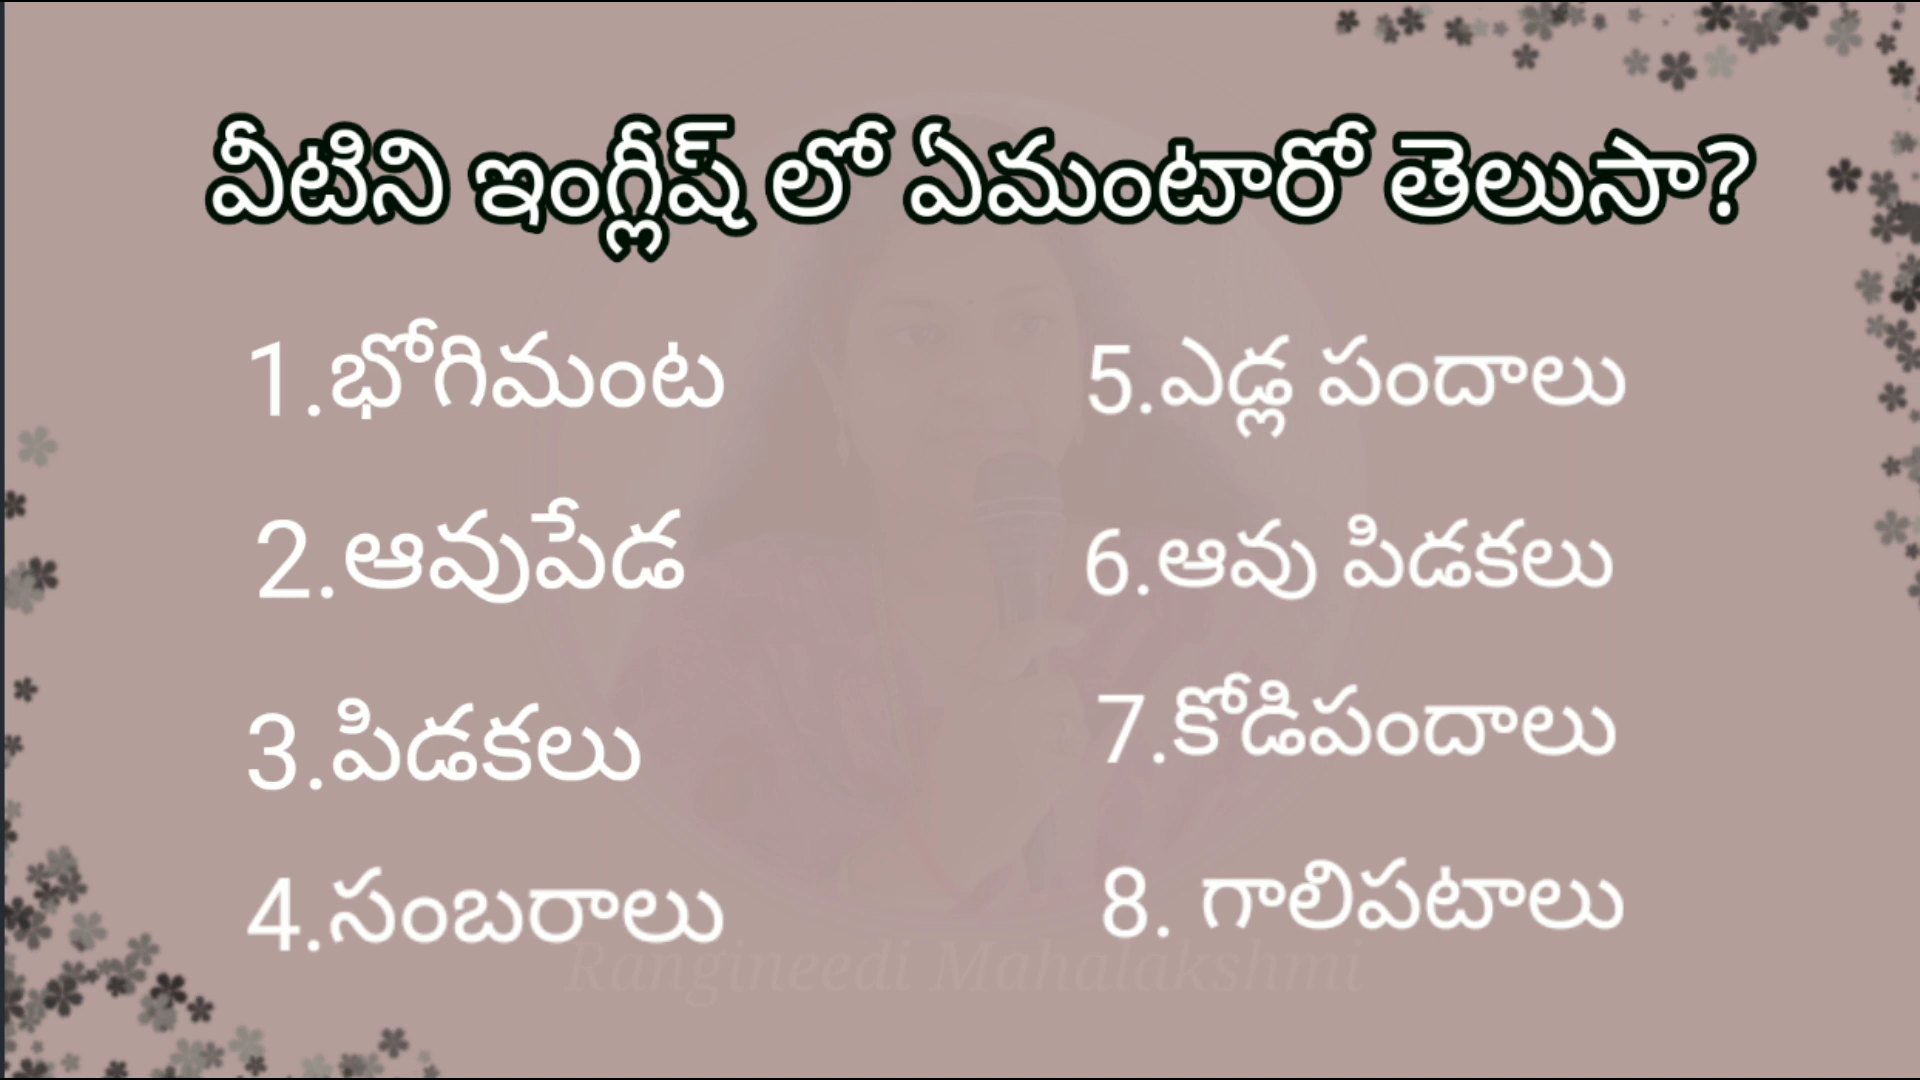 వీటిని ఇంగ్లీష్ లో ఏమంటారో తెలుసా?
1.భోగిమంట
2.ఆవుపేడ
3.పిడకలు
4.సంబరాలు
5.ఎడ్ల పందాలు
6.ఆవు పిడకలు
7.కోడిపందాలు
8. గాలిపటాలు
Rangineedi Mahalakshmi